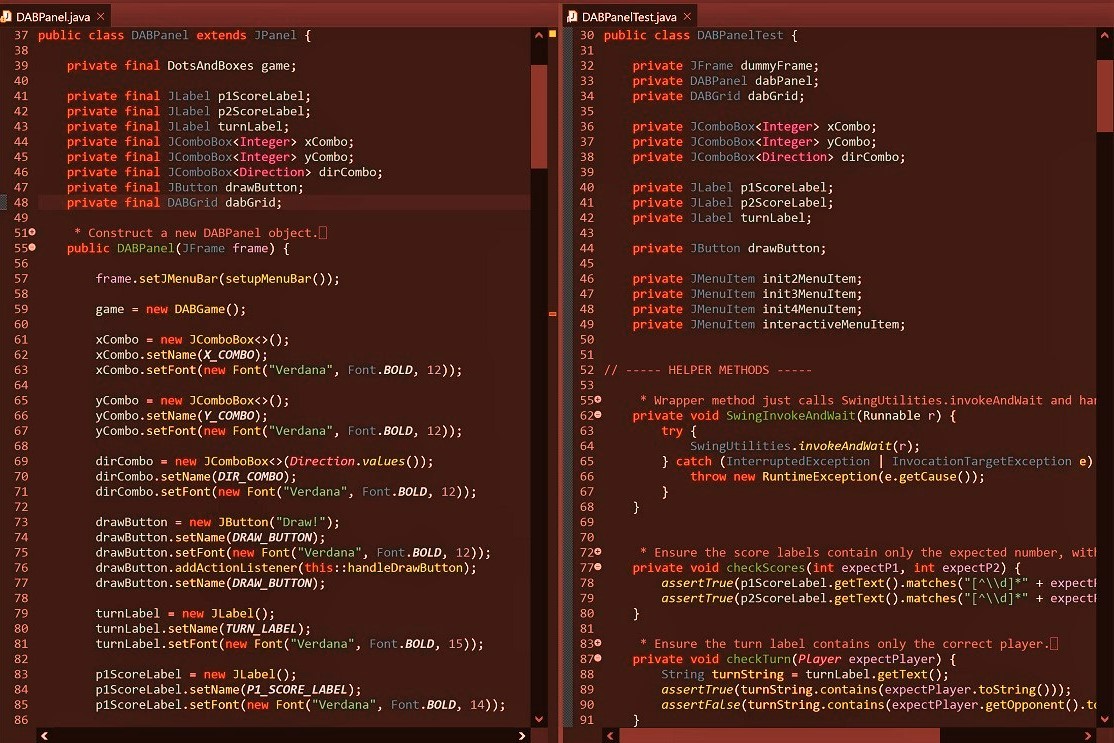 DABPanel.java
37 public class DABPanel extends JPanel {
38
39 private final DotsAndBoxes game;
40
41 private final JLabel p1ScoreLabel;
42 private final JLabel p2ScoreLabel;
43 private final JLabel turnLabel;
44 private final JComboBox<Integer> xCombo;
45 private final JComboBox<Integer> yCombo;
46 private final JComboBox<Direction> dirCombo;
47 private final JButton drawButton;
48 private final DABGrid dabGrid;
49
51 * Construct a new DABPanel object.
55 public DABPanel(JFrame frame) {
56
57 frame.setJMenuBar(setupMenuBar());
58
59 game = new DABGame();
60
61 xCombo = new JComboBox<>();
62 xCombo.setName(X_COMBO);
63 xCombo.setFont(new Font("Verdana", Font.BOLD, 12));
64
65 yCombo = new JComboBox<>();
66 yCombo.setName(Y_COMBO);
67 yCombo.setFont(new Font("Verdana", Font.BOLD, 12));
68
69 dirCombo = new JComboBox<>(Direction.values());
70 dirCombo.setName(DIR_COMBO);
71 dirCombo.setFont(new Font("Verdana", Font.BOLD, 12));
72
73 drawButton = new JButton("Draw!");
74 drawButton.setName(DRAW_BUTTON);
75 drawButton.setFont(new Font("Verdana", Font.BOLD, 12));
76 drawButton.addActionListener(this::handleDrawButton);
77 drawButton.setName(DRAW_BUTTON);
78
79 turnLabel = new JLabel();
80 turnLabel.setName(TURN_LABEL);
81 turnLabel.setFont(new Font("Verdana", Font.BOLD, 15));
82
83 p1ScoreLabel = new JLabel();
84 p1ScoreLabel.setName(P1_SCORE_LABEL);
85 p1ScoreLabel.setFont(new Font("Verdana", Font.BOLD, 14));
86
DABPanelTest.java
30 public class DABPanelTest {
31
32 private JFrame dummyFrame;
33 private DABPanel dabPanel;
34 private DABGrid dabGrid;
35
36 private JComboBox<Integer> xCombo;
37 private JComboBox<Integer> yCombo;
38 private JComboBox<Direction> dirCombo;
39
40 private JLabel p1ScoreLabel;
41 private JLabel p2ScoreLabel;
42 private JLabel turnLabel;
43
44 private JButton drawButton;
45
46 private JMenuItem init2MenuItem;
47 private JMenuItem init3MenuItem;
48 private JMenuItem init4MenuItem;
49 private JMenuItem interactiveMenuItem;
50
51
52 // ----- HELPER METHODS -----
53
55 * Wrapper method just calls SwingUtilities.invokeAndWait and han
62 private void SwingInvokeAndWait(Runnable r) {
63 try {
64 SwingUtilities.invokeAndWait(r);
65 } catch (InterruptedException | InvocationTargetException e)
66 throw new RuntimeException(e.getCause());
67 }
68 }
69
70
72 * Ensure the score labels contain only the expected number, wit
77 private void checkScores(int expectP1, int expectP2) {
78 assertTrue(p1ScoreLabel.getText().matches("[^\\d]*" + expect
79 assertTrue(p2ScoreLabel.getText().matches("[^\\d]*" + expect
80 }
81
83 * Ensure the turn label contains only the correct player.
87 private void checkTurn(Player expectPlayer) {
88 String turnString = turnLabel.getText();
89 assertTrue(turnString.contains(expectPlayer.toString()));
90 assertFalse(turnString.contains(expectPlayer.getOpponent().to
91 }